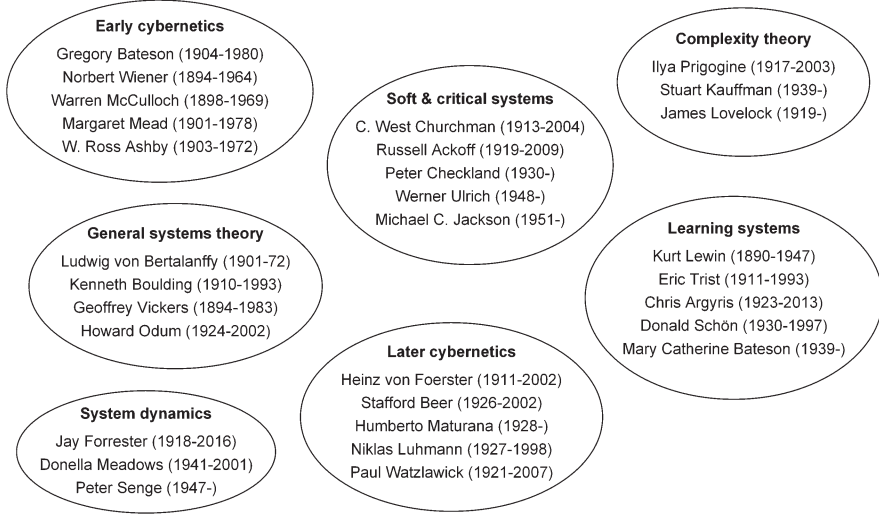 Early cybernetics
Gregory Bateson (1904-1980)
Norbert Wiener (1894-1964)
Warren McCulloch (1898-1969)
Margaret Mead (1901-1978)
W. Ross Ashby (1903-1972)
General systems theory
Ludwig von Bertalanffy (1901-72)
Kenneth Boulding (1910-1993)
Geoffrey Vickers (1894-1983)
Howard Odum (1924-2002)
System dynamics
Jay Forrester (1918-2016)
Donella Meadows (1941-2001)
Peter Senge (1947-)
Soft & critical systems
C. West Churchman (1913-2004)
Russell Ackoff (1919-2009)
Peter Checkland (1930-)
Werner Ulrich (1948-)
Michael C. Jackson (1951-)
Later cybernetics
Heinz von Foerster (1911-2002)
Stafford Beer (1926-2002)
Humberto Maturana (1928-)
Niklas Luhmann (1927-1998)
Paul Watzlawick (1921-2007)
Complexity theory
Ilya Prigogine (1917-2003)
Stuart Kauffman (1939-)
James Lovelock (1919-)
Learning systems
Kurt Lewin (1890-1947)
Eric Trist (1911-1993)
Chris Argyris (1923-2013)
Donald Schön (1930-1997)
Mary Catherine Bateson (1939-)